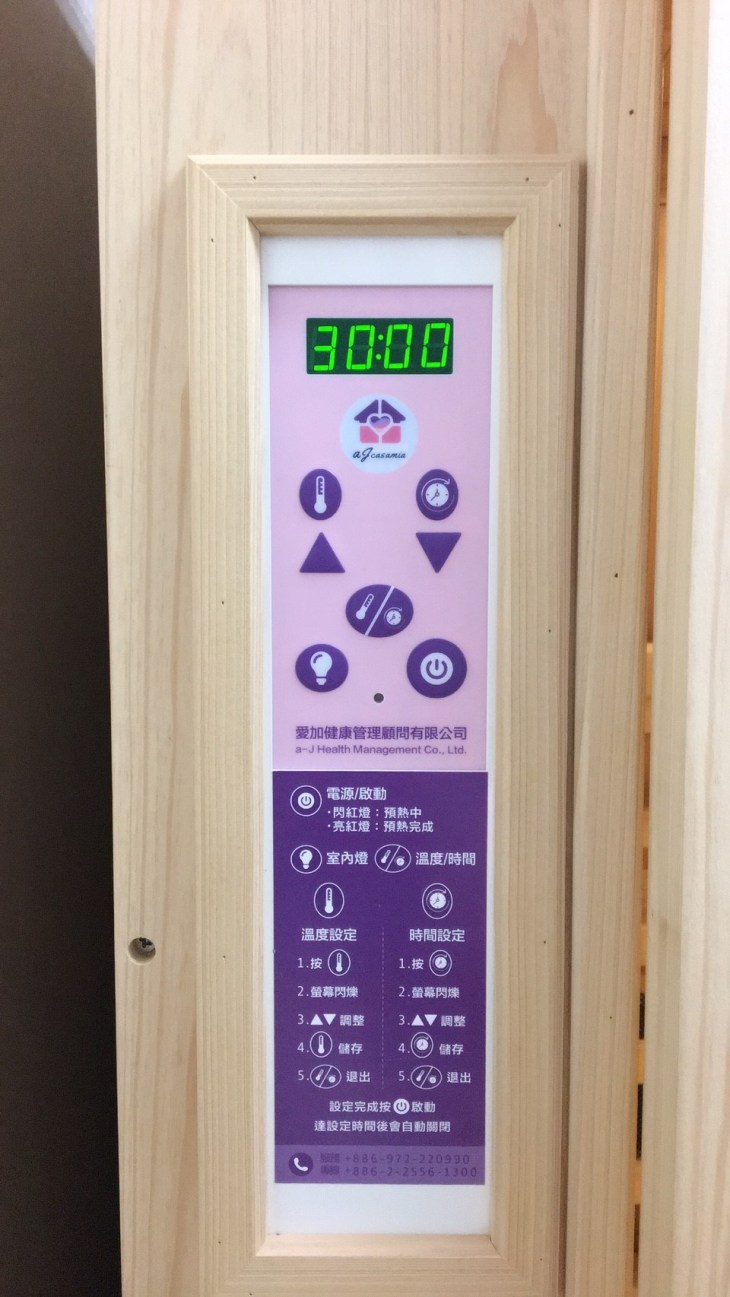 30:00
aJ casamia
愛加健康管理顧問有限公司
a-J Health Management Co., Ltd.
電源/啟動
·閃紅燈：預熱中
·亮紅燈：預熱完成
室內燈 溫度/時間
溫度設定 時間設定
1.按 1.按
2.螢幕閃爍 2.螢幕閃爍
3.▲▼調整 3.▲▼調整
4. 儲存 4. 儲存
5. 退出 5. 退出
設定完成按 啟動
達設定時間後會自動關閉
+886-972-220990
+886-2-2556-1300